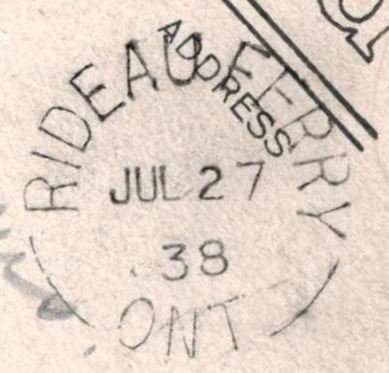 RIDEAU FERRY
ADDRESS
JUL 27
38
ONT